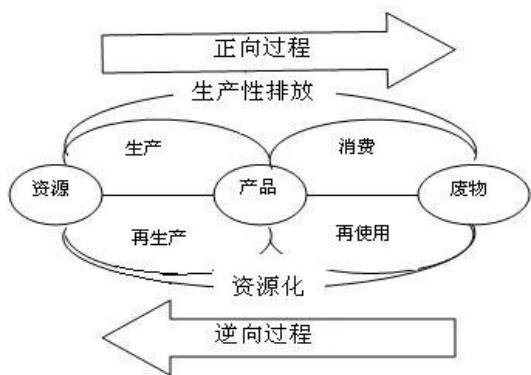 正向过程
生产性排放
生产
消费
资源
产品
废物
再生产
再使用
资源化
逆向过程